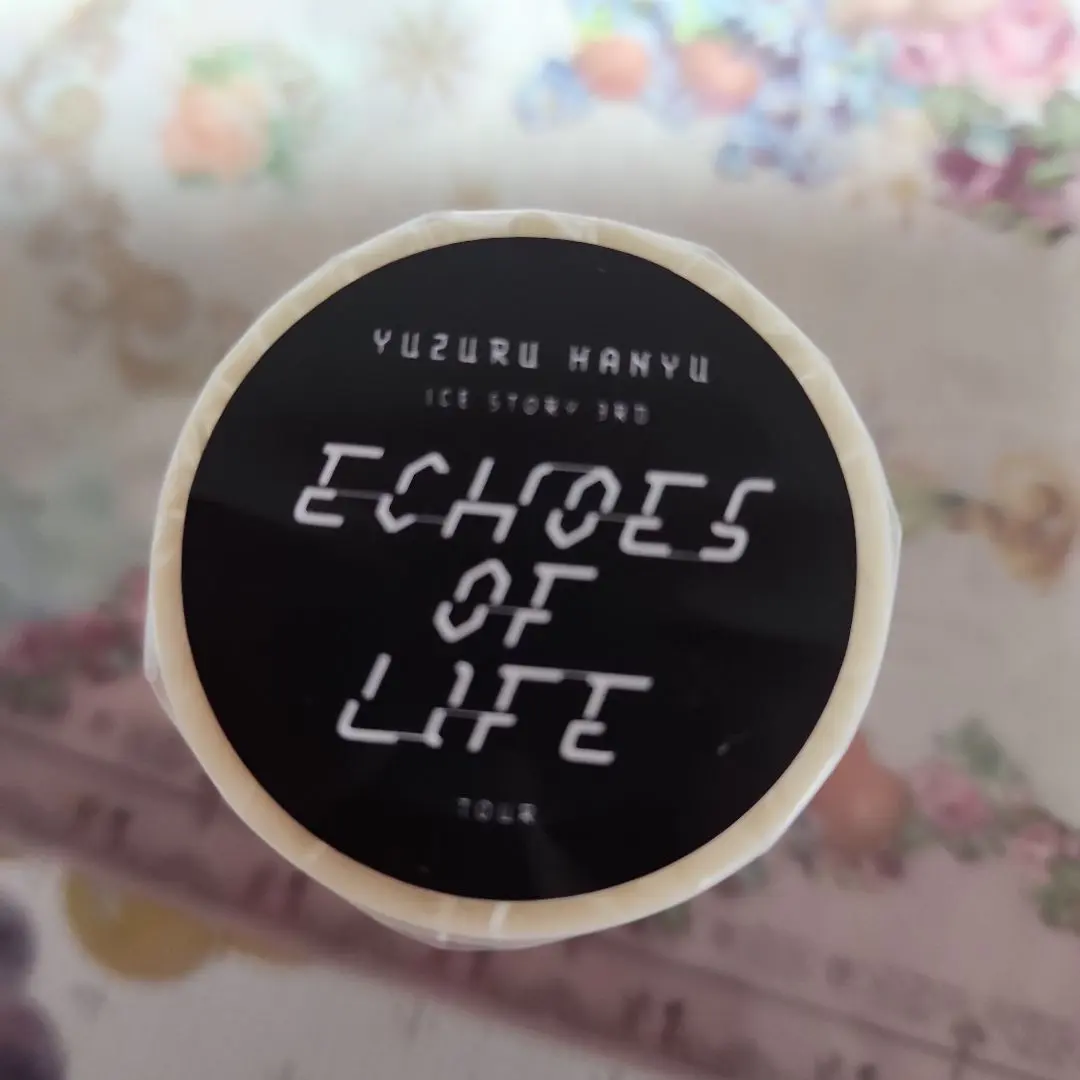 YUZURU HANYU
ICE STORY 3RD
ECHOES
OF
LIFE
TOUR